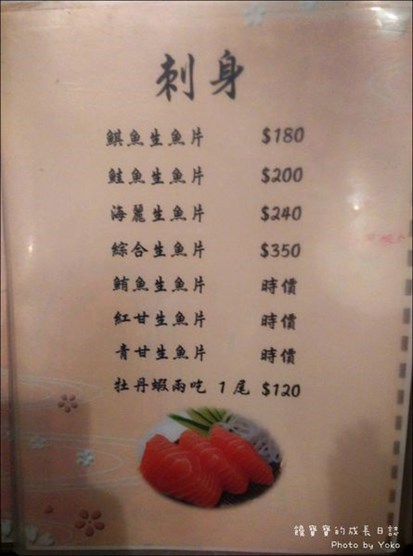 刺身
鯕魚生魚片 $180
鮭魚生魚片 $200
海麗生魚片 $240
綜合生魚片 $350
鮪魚生魚片 時價
紅甘生魚片 時價
青甘生魚片 時價
牡丹蝦兩吃 1尾 $120
饅寶寶的成長日誌
Photo by Yoko